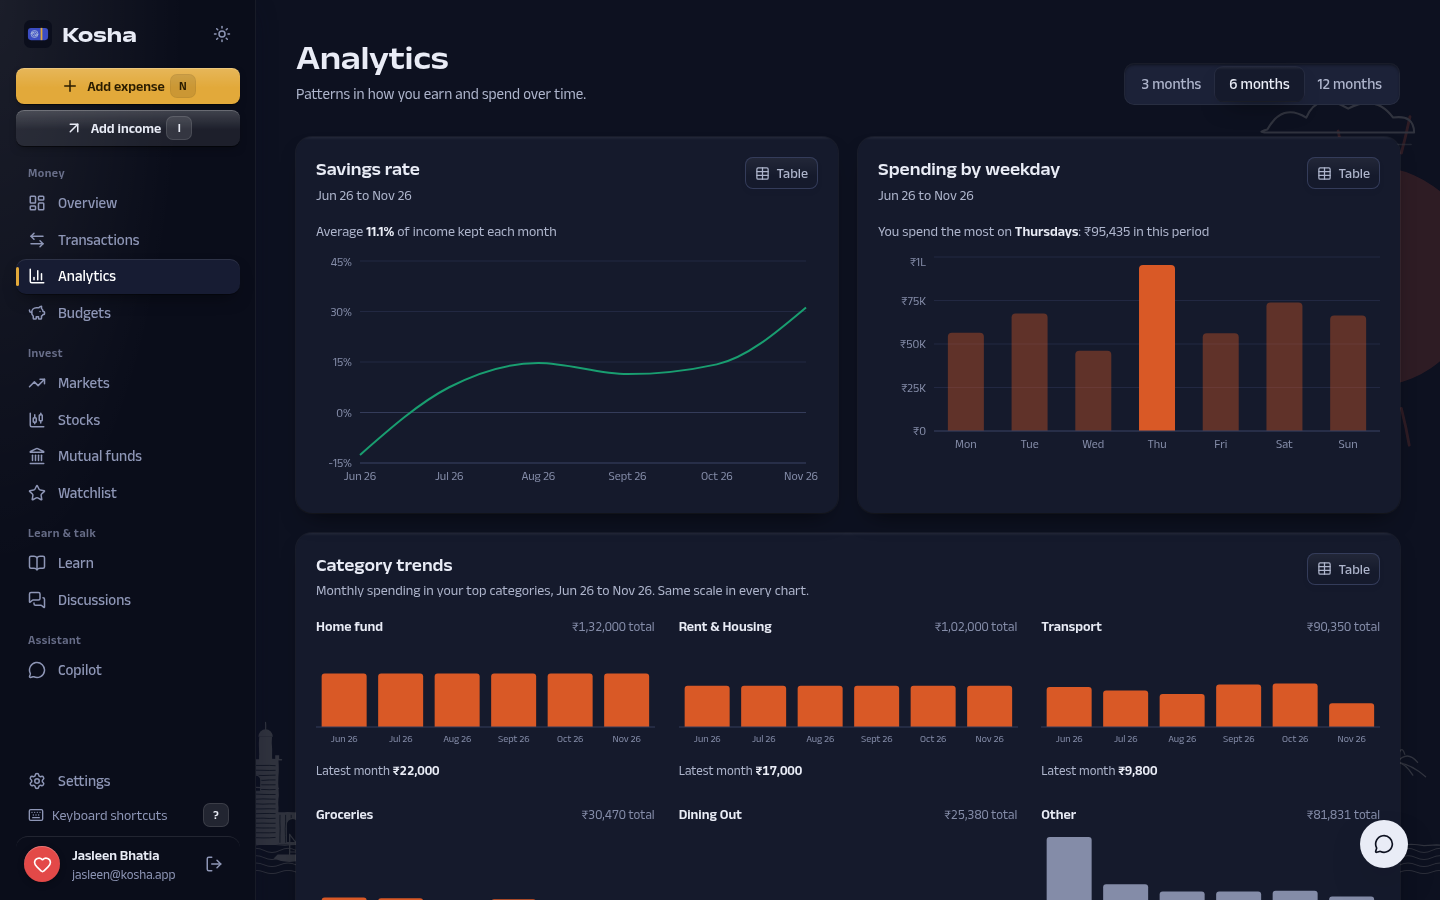 Kosha
Add expense N
Add income I
Money
Overview
Transactions
Analytics
Budgets
Invest
Markets
Stocks
Mutual funds
Watchlist
Learn & talk
Learn
Discussions
Assistant
Copilot
Settings
Keyboard shortcuts ?
Jasleen Bhatia
jasleen@kosha.app
Analytics
Patterns in how you earn and spend over time.
3 months 6 months 12 months
Savings rate
Table
Jun 26 to Nov 26
Average 11.1% of income kept each month
45%
30%
15%
0%
-15%
Jun 26 Jul 26 Aug 26 Sept 26 Oct 26 Nov 26
Spending by weekday
Table
Jun 26 to Nov 26
You spend the most on Thursdays: ₹95,435 in this period
₹1L
₹75K
₹50K
₹25K
₹0
Mon Tue Wed Thu Fri Sat Sun
Category trends
Table
Monthly spending in your top categories, Jun 26 to Nov 26. Same scale in every chart.
Home fund ₹1,32,000 total
Jun 26 Jul 26 Aug 26 Sept 26 Oct 26 Nov 26
Latest month ₹22,000
Rent & Housing ₹1,02,000 total
Jun 26 Jul 26 Aug 26 Sept 26 Oct 26 Nov 26
Latest month ₹17,000
Transport ₹90,350 total
Jun 26 Jul 26 Aug 26 Sept 26 Oct 26 Nov 26
Latest month ₹9,800
Groceries ₹30,470 total
Dining Out ₹25,380 total
Other ₹81,831 total